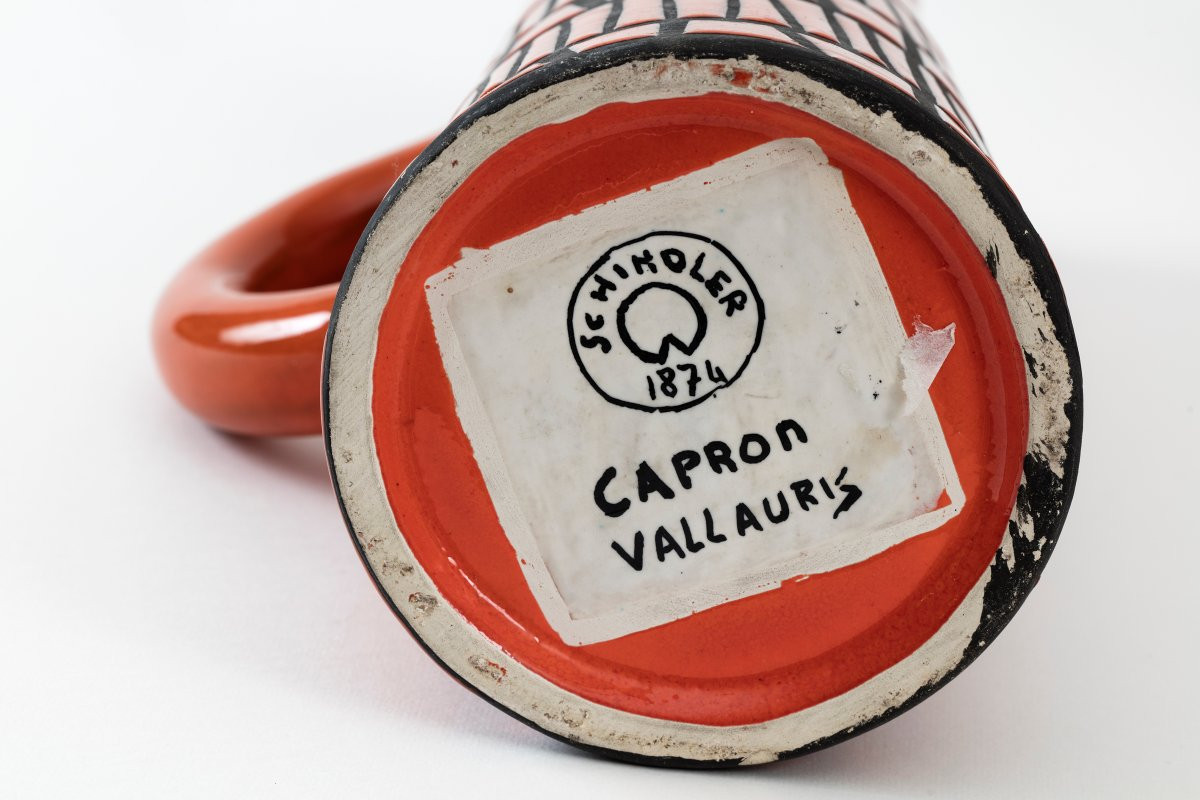 SCHINDLER
1874
CAPRON
VALLAURIS